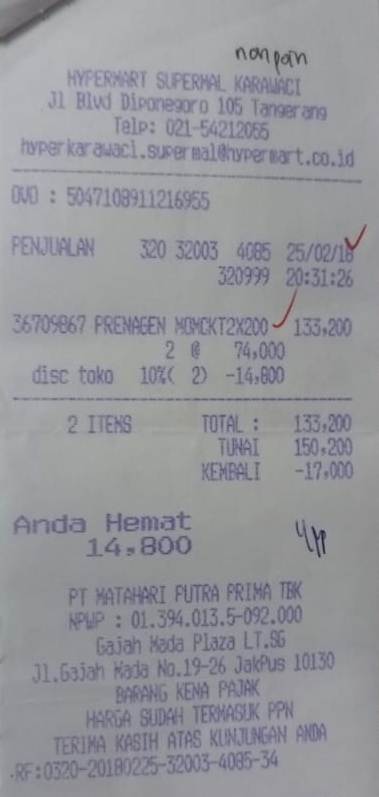 nonpoin
HYPERMART SUPERMAL KARAWACI
Jl Blvd Diponegoro 105 Tangerang
Telp: 021-54212055
hyperkarawaci.supermal@hypermart.co.id
OVO : 5047108911216955
PENJUALAN 320 32003 4085 25/02/18
320999 20:31:26
36709867 PRENAGEN MOMCKT2X200 133,200
2 @ 74,000
disc toko 10%( 2) -14,800
2 ITEMS TOTAL : 133,200
TUNAI 150,200
KEMBALI -17,000
Anda Hemat
14,800
PT MATAHARI PUTRA PRIMA TBK
NPWP : 01.394.013.5-092.000
Gajah Mada Plaza LT.SG
Jl.Gajah Mada No.19-26 JakPus 10130
BARANG KENA PAJAK
HARGA SUDAH TERMASUK PPN
TERIMA KASIH ATAS KUNJUNGAN ANDA
RF:0320-20180225-32003-4085-34